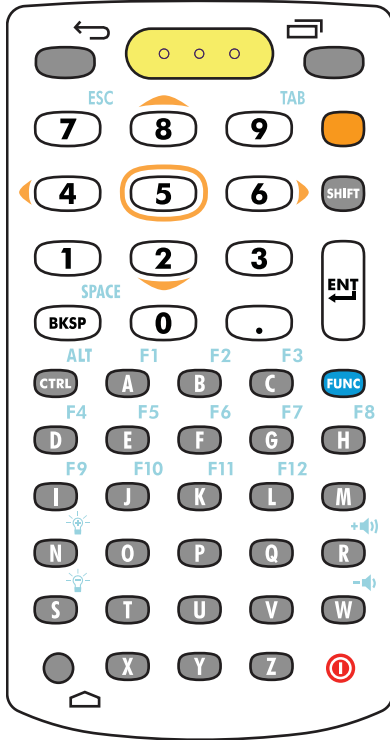 ESC TAB
7 8 9
4 5 6 SHIFT
1 2 3
ENT
SPACE
BKSP 0 .
ALT F1 F2 F3
CTRL A B C FUNC
F4 F5 F6 F7 F8
D E F G H
F9 F10 F11 F12
I J K L M
N O P Q R
S T U V W
X Y Z